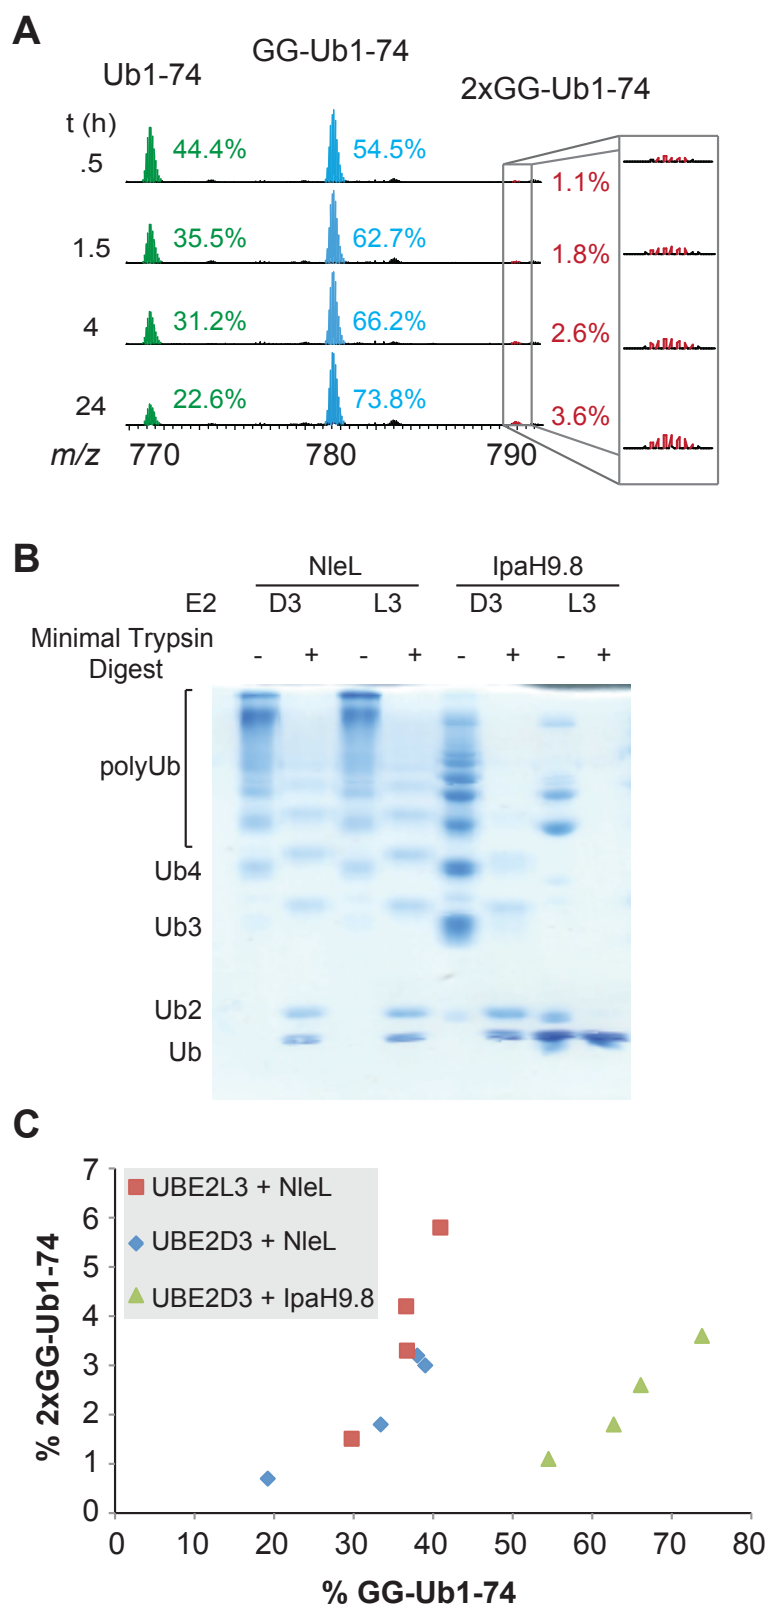 A
Ub1-74
GG-Ub1-74
2xGG-Ub1-74
t (h)
.5
44.4%
54.5%
1.1%
1.5
35.5%
62.7%
1.8%
4
31.2%
66.2%
2.6%
24
22.6%
73.8%
3.6%
m/z
770
780
790
B
NleL
IpaH9.8
E2
D3
L3
D3
L3
Minimal Trypsin
Digest
- + - + - + - +
polyUb
Ub4
Ub3
Ub2
Ub
C
7
6
5
4
3
2
1
0
% 2xGG-Ub1-74
UBE2L3 + NleL
UBE2D3 + NleL
UBE2D3 + IpaH9.8
0 10 20 30 40 50 60 70 80
% GG-Ub1-74